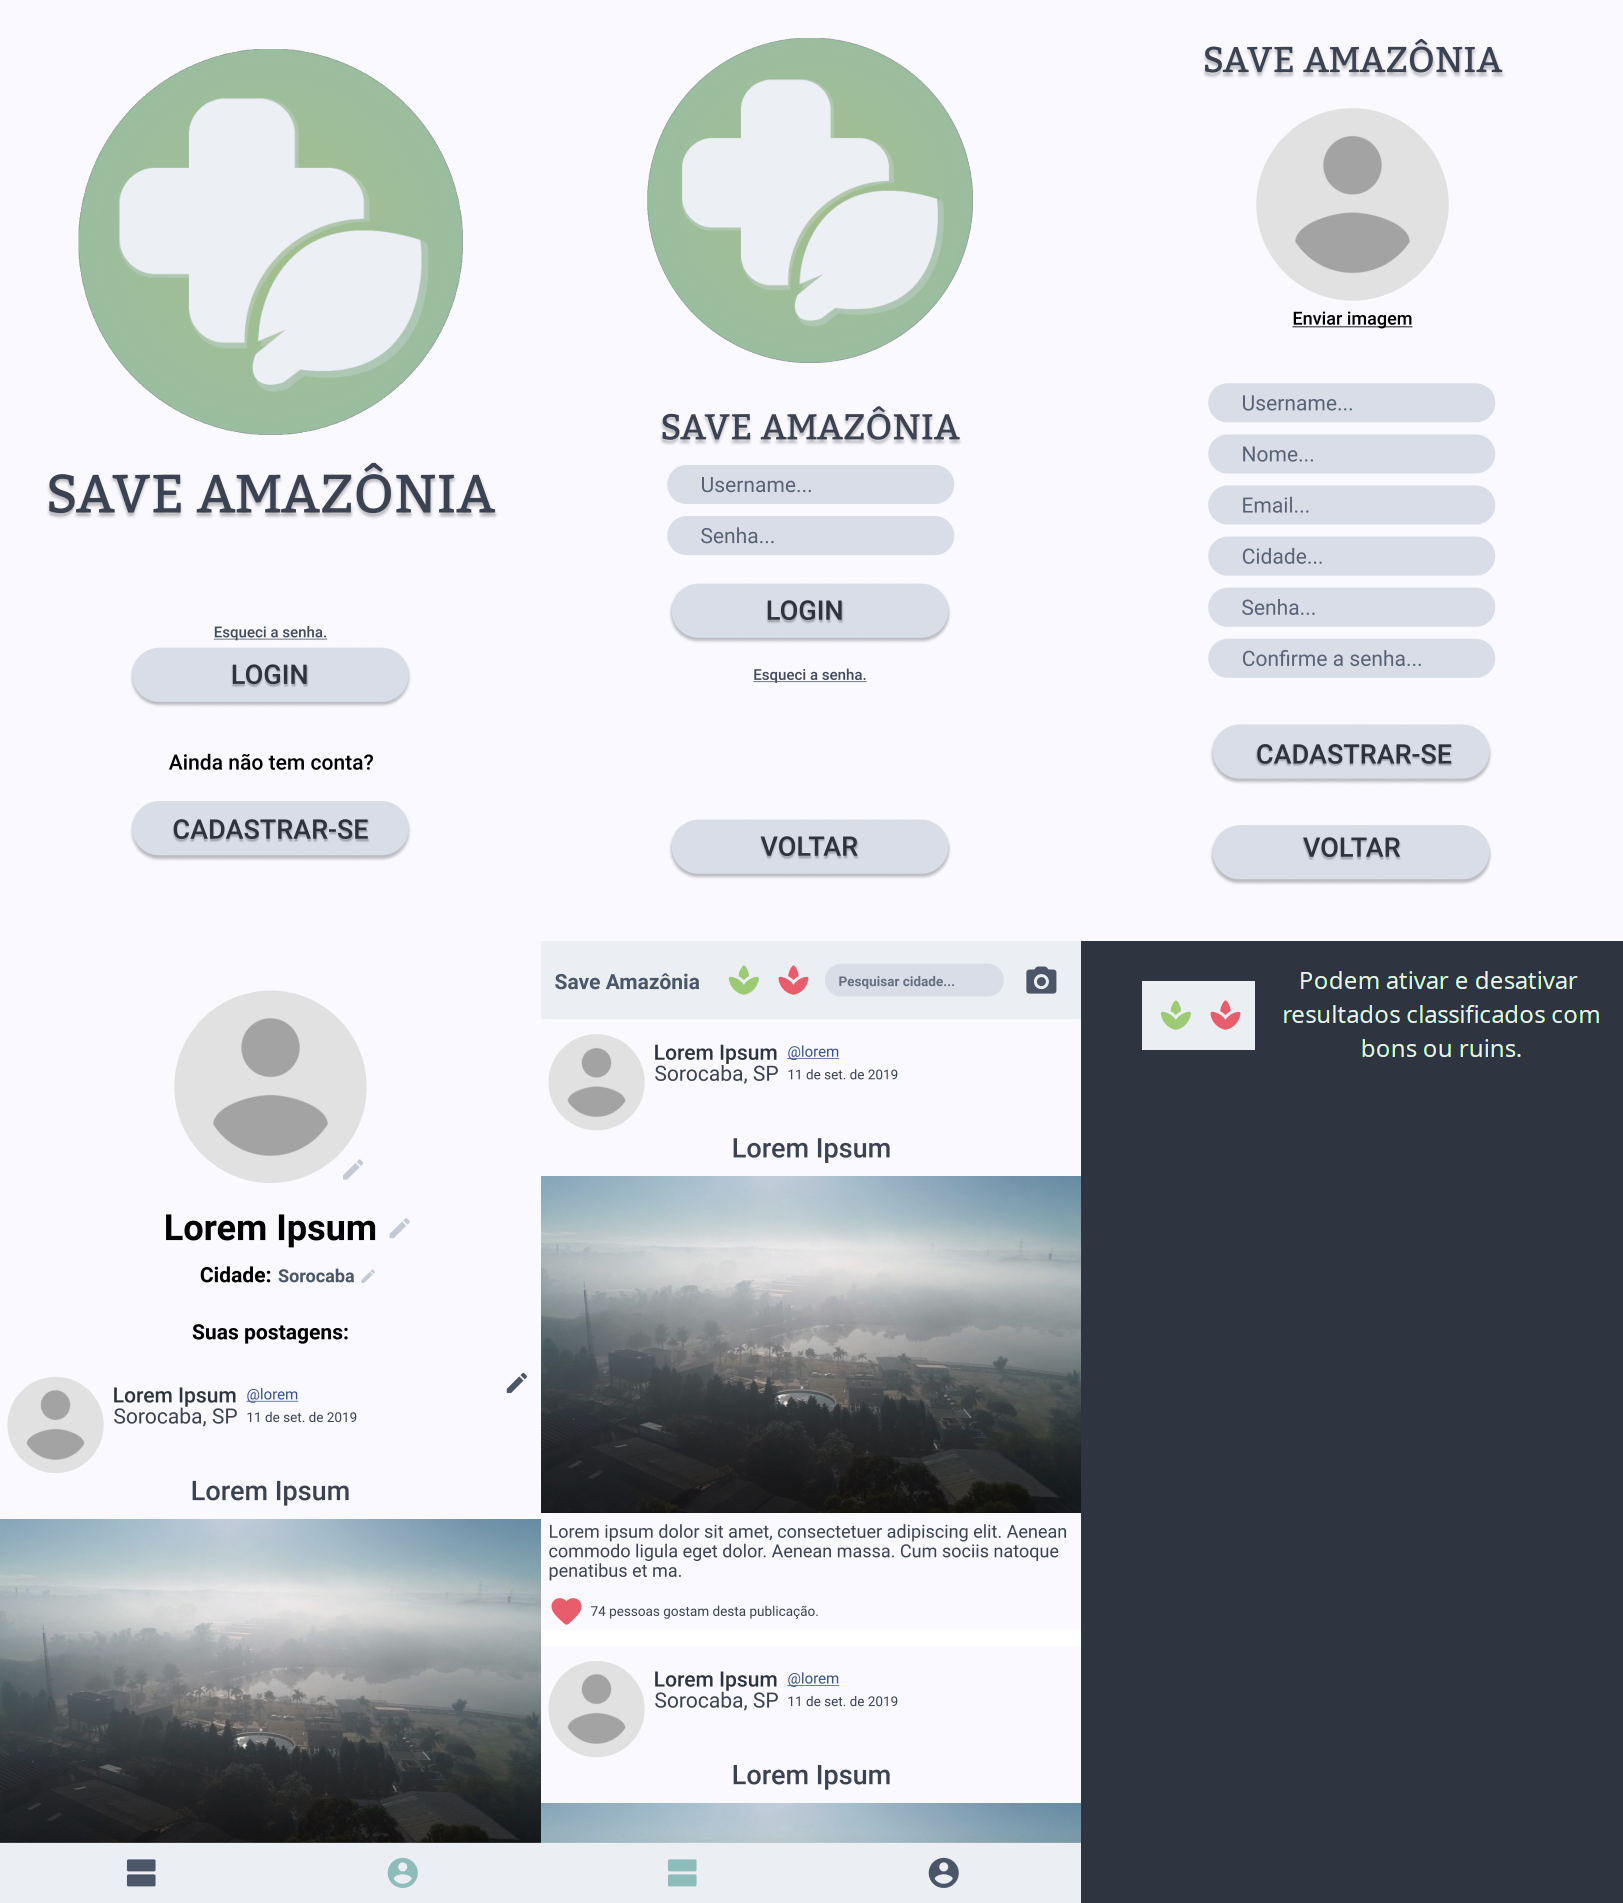 SAVE AMAZÔNIA
Esqueci a senha.
LOGIN
Ainda não tem conta?
CADASTRAR-SE
SAVE AMAZÔNIA
Username...
Senha...
LOGIN
Esqueci a senha.
VOLTAR
SAVE AMAZÔNIA
Enviar imagem
Username...
Nome...
Email...
Cidade...
Senha...
Confirme a senha...
CADASTRAR-SE
VOLTAR
Lorem Ipsum
Cidade: Sorocaba
Suas postagens:
Lorem Ipsum @lorem
Sorocaba, SP 11 de set. de 2019
Lorem Ipsum
Save Amazônia Pesquisar cidade...
Lorem Ipsum @lorem
Sorocaba, SP 11 de set. de 2019
Lorem Ipsum
Lorem ipsum dolor sit amet, consectetuer adipiscing elit. Aenean
commodo ligula eget dolor. Aenean massa. Cum sociis natoque
penatibus et ma.
74 pessoas gostam desta publicação.
Lorem Ipsum @lorem
Sorocaba, SP 11 de set. de 2019
Lorem Ipsum
Podem ativar e desativar
resultados classificados com
bons ou ruins.